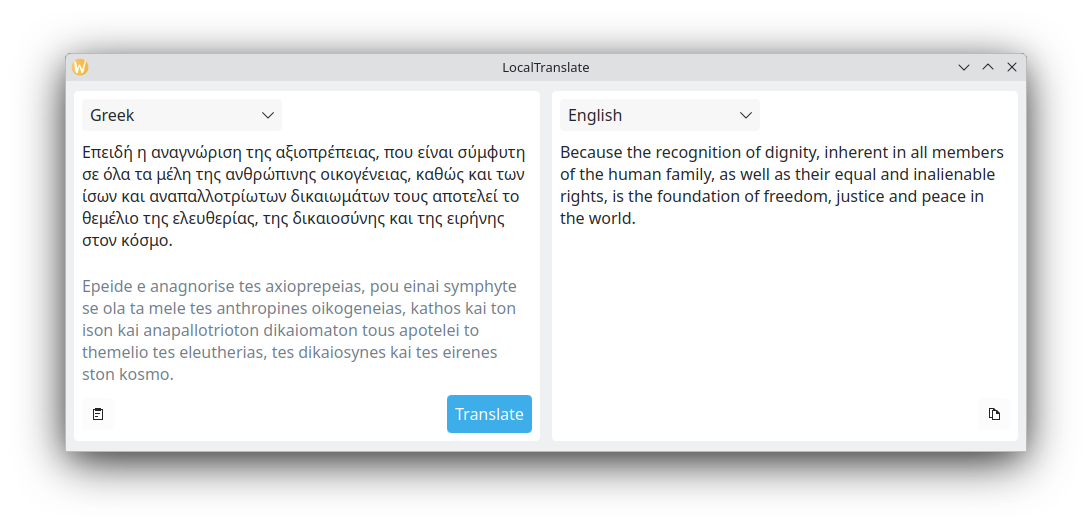 LocalTranslate
Greek
Επειδή η αναγνώριση της αξιοπρέπειας, που είναι σύμφυτη
σε όλα τα μέλη της ανθρώπινης οικογένειας, καθώς και των
ίσων και αναπαλλοτρίωτων δικαιωμάτων τους αποτελεί το
θεμέλιο της ελευθερίας, της δικαιοσύνης και της ειρήνης
στον κόσμο.
Epeide e anagnorise tes axioprepeias, pou einai symphyte
se ola ta mele tes anthropines oikogeneias, kathos kai ton
ison kai anapallotrioton dikaiomaton tous apotelei to
themelio tes eleutherias, tes dikaiosynes kai tes eirenes
ston kosmo.
Translate
English
Because the recognition of dignity, inherent in all members
of the human family, as well as their equal and inalienable
rights, is the foundation of freedom, justice and peace in
the world.